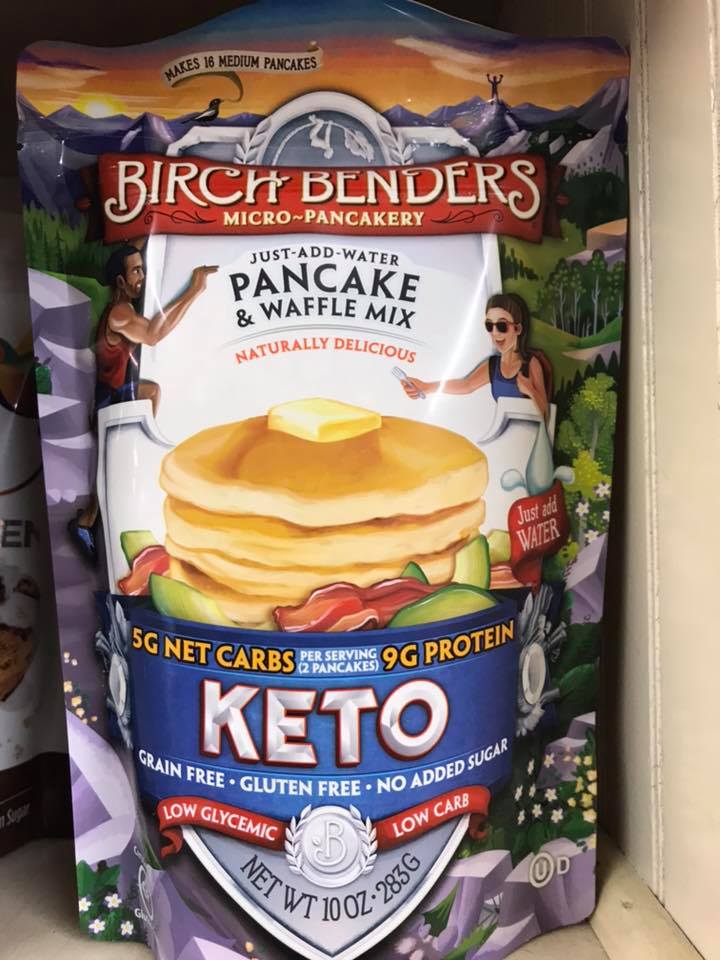 MAKES 16 MEDIUM PANCAKES
BIRCH BENDERS
MICRO~PANCAKERY
JUST-ADD-WATER
PANCAKE
& WAFFLE MIX
NATURALLY DELICIOUS
Just add
WATER
5G NET CARBS PER SERVING (2 PANCAKES) 9G PROTEIN
KETO
GRAIN FREE • GLUTEN FREE • NO ADDED SUGAR
LOW GLYCEMIC
LOW CARB
B
NET WT 10 OZ • 283G
U D
EN
Sugar